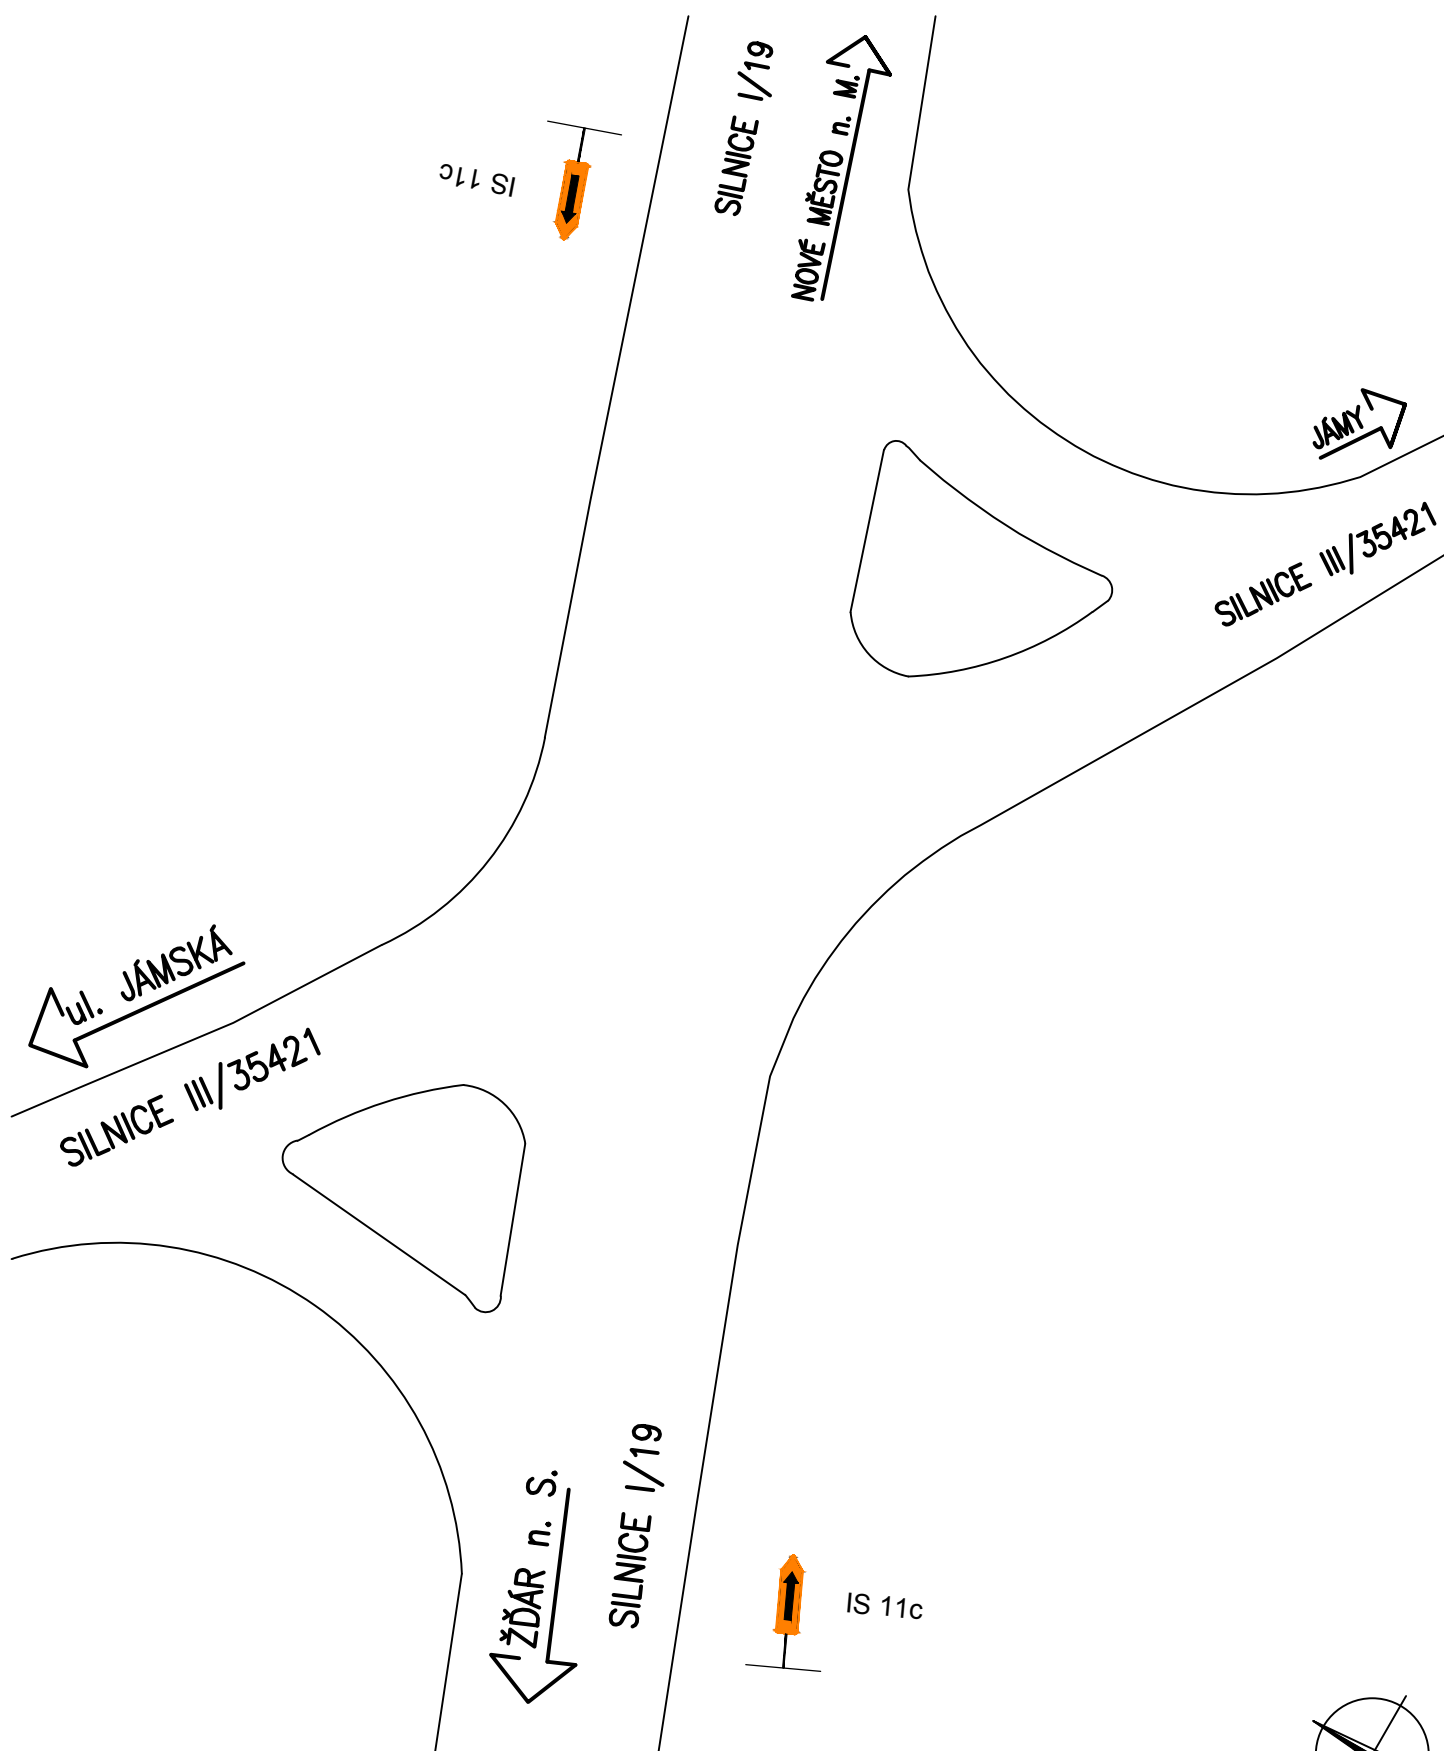 SILNICE I/19
NOVÉ MĚSTO n. M.
IS 11c
JÁMY
SILNICE III/35421
ul. JÁMSKÁ
SILNICE III/35421
ŽĎÁR n. S.
SILNICE I/19
IS 11c